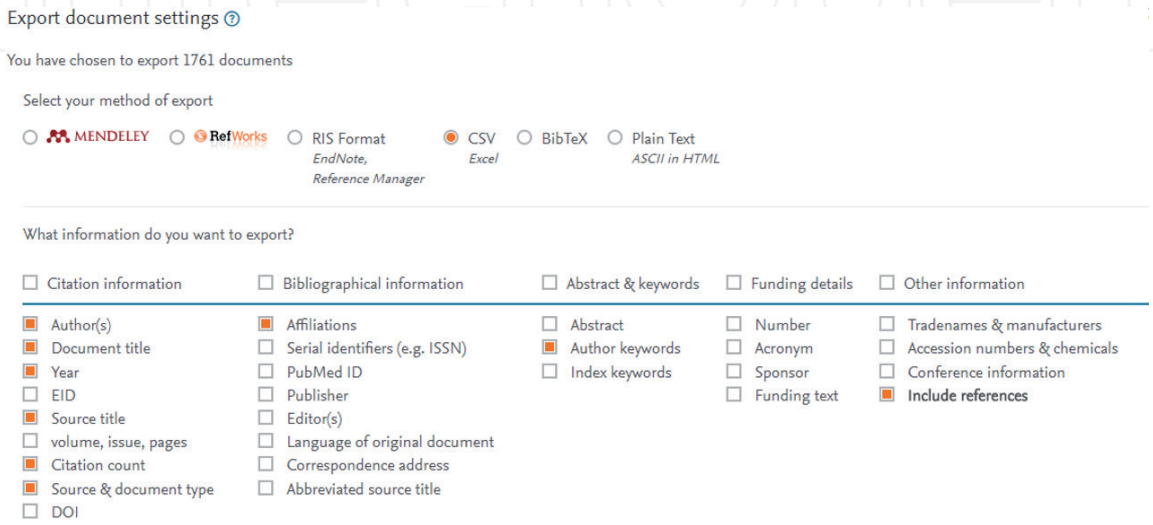 Export document settings ?
You have chosen to export 1761 documents
Select your method of export
MENDELEY RefWorks RIS Format CSV BibTeX Plain Text
EndNote, Excel ASCII in HTML
Reference Manager
What information do you want to export?
Citation information Bibliographical information Abstract & keywords Funding details Other information
Author(s) Affiliations Abstract Number Tradenames & manufacturers
Document title Serial identifiers (e.g. ISSN) Author keywords Acronym Accession numbers & chemicals
Year PubMed ID Index keywords Sponsor Conference information
EID Publisher Funding text Include references
Source title Editor(s)
volume, issue, pages Language of original document
Citation count Correspondence address
Source & document type Abbreviated source title
DOI